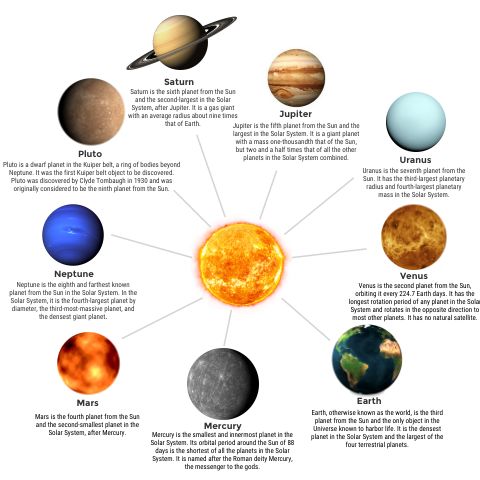 Saturn
Saturn is the sixth planet from the Sun
and the second-largest in the Solar
System, after Jupiter. It is a gas giant
with an average radius about nine times
that of Earth.
Jupiter
Jupiter is the fifth planet from the Sun and the
largest in the Solar System. It is a giant planet
with a mass one-thousandth that of the Sun,
but two and a half times that of all the other
planets in the Solar System combined.
Pluto
Pluto is a dwarf planet in the Kuiper belt, a ring of bodies beyond
Neptune. It was the first Kuiper belt object to be discovered.
Pluto was discovered by Clyde Tombaugh in 1930 and was
originally considered to be the ninth planet from the Sun.
Uranus
Uranus is the seventh planet from the
Sun. It has the third-largest planetary
radius and fourth-largest planetary
mass in the Solar System.
Neptune
Neptune is the eighth and farthest known
planet from the Sun in the Solar System. In the
Solar System, it is the fourth-largest planet by
diameter, the third-most-massive planet, and
the densest giant planet.
Venus
Venus is the second planet from the Sun,
orbiting it every 224.7 Earth days. It has the
longest rotation period of any planet in the Solar
System and rotates in the opposite direction to
most other planets. It has no natural satellite.
Mars
Mars is the fourth planet from the Sun
and the second-smallest planet in the
Solar System, after Mercury.
Mercury
Mercury is the smallest and innermost planet in the
Solar System. Its orbital period around the Sun of 88
days is the shortest of all the planets in the Solar
System. It is named after the Roman deity Mercury,
the messenger to the gods.
Earth
Earth, otherwise known as the world, is the third
planet from the Sun and the only object in the
Universe known to harbor life. It is the densest
planet in the Solar System and the largest of the
four terrestrial planets.